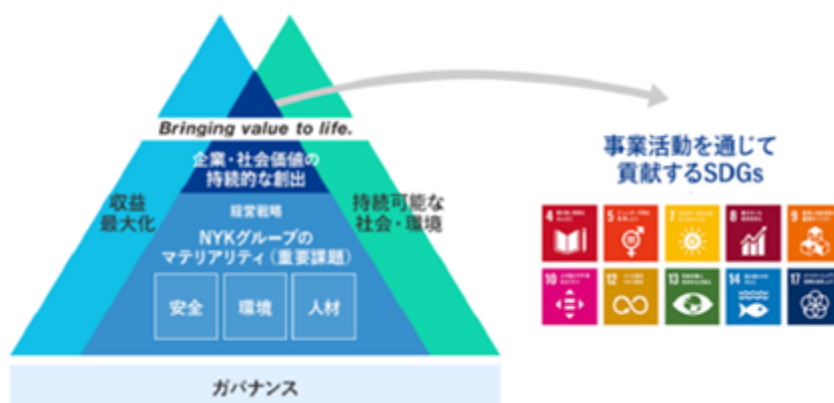 Bringing value to life.
企業・社会価値の
持続的な創出
収益
最大化
持続可能な
社会・環境
経営戦略
NYKグループの
マテリアリティ（重要課題）
安全
環境
人材
ガバナンス
事業活動を通じて
貢献するSDGs
4
5
7
8
9
10
12
13
14
17